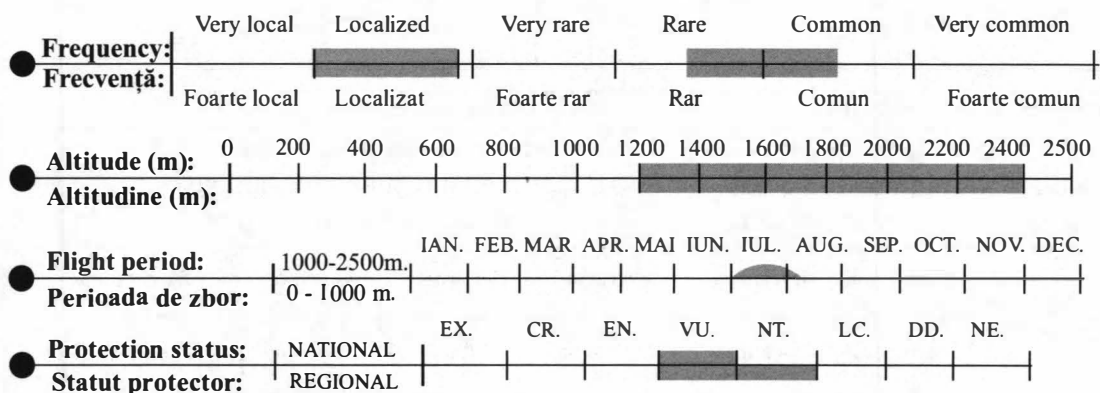 Very local Localized Very rare Rare Common Very common
Frequency:
Frecvență:
Foarte local Localizat Foarte rar Rar Comun Foarte comun
Altitude (m): 0 200 400 600 800 1000 1200 1400 1600 1800 2000 2200 2400 2500
Altitudine (m):
IAN. FEB. MAR APR. MAI IUN. IUL. AUG. SEP. OCT. NOV. DEC.
Flight period: 1000-2500m.
Perioada de zbor: 0 - 1000 m.
EX. CR. EN. VU. NT. LC. DD. NE.
Protection status: NATIONAL
Statut protector: REGIONAL